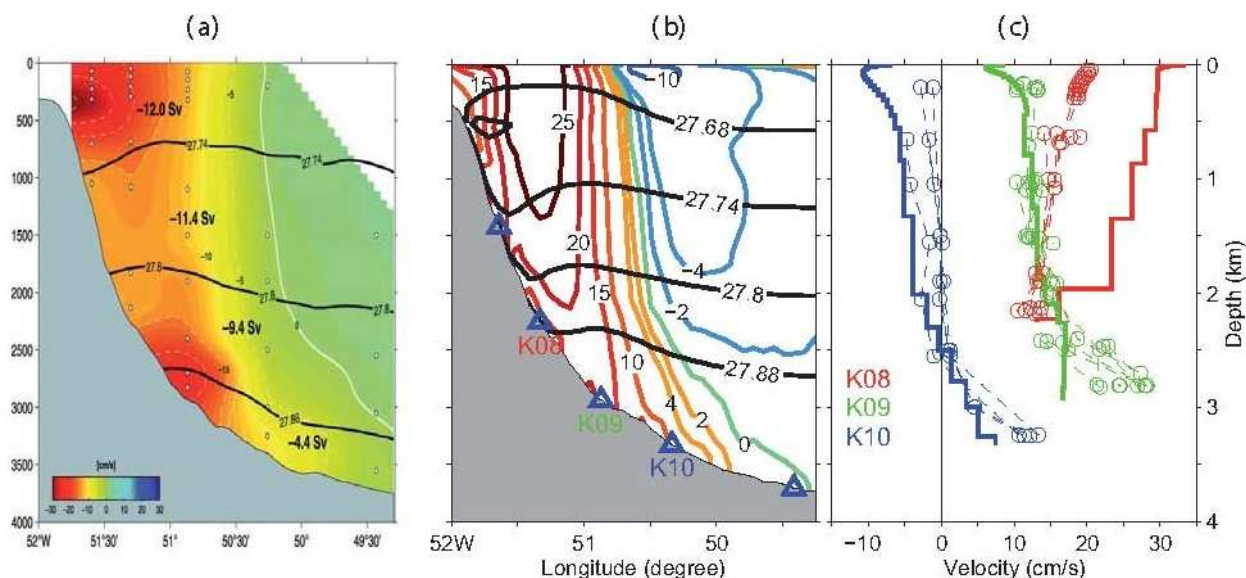 (a)
(b)
(c)
0
500
1000
1500
2000
2500
3000
3500
4000
52°W
51°30'
51°
50°30'
50°
49°30'
-12.0 Sv
-11.4 Sv
-9.4 Sv
-4.4 Sv
-5
27.74
27.74
-10
-5
27.8
27.8
27.8
0
27.88
[cm/s]
-30 -20 -10 0 10 20 30
15
25
-10
27.68
27.74
20
-4
27.8
15
-2
10
27.88
4
2
0
K08
K09
K10
52W
51
50
Longitude (degree)
K08
K09
K10
-10
0
10
20
30
Velocity (cm/s)
0
1
2
3
4
Depth (km)